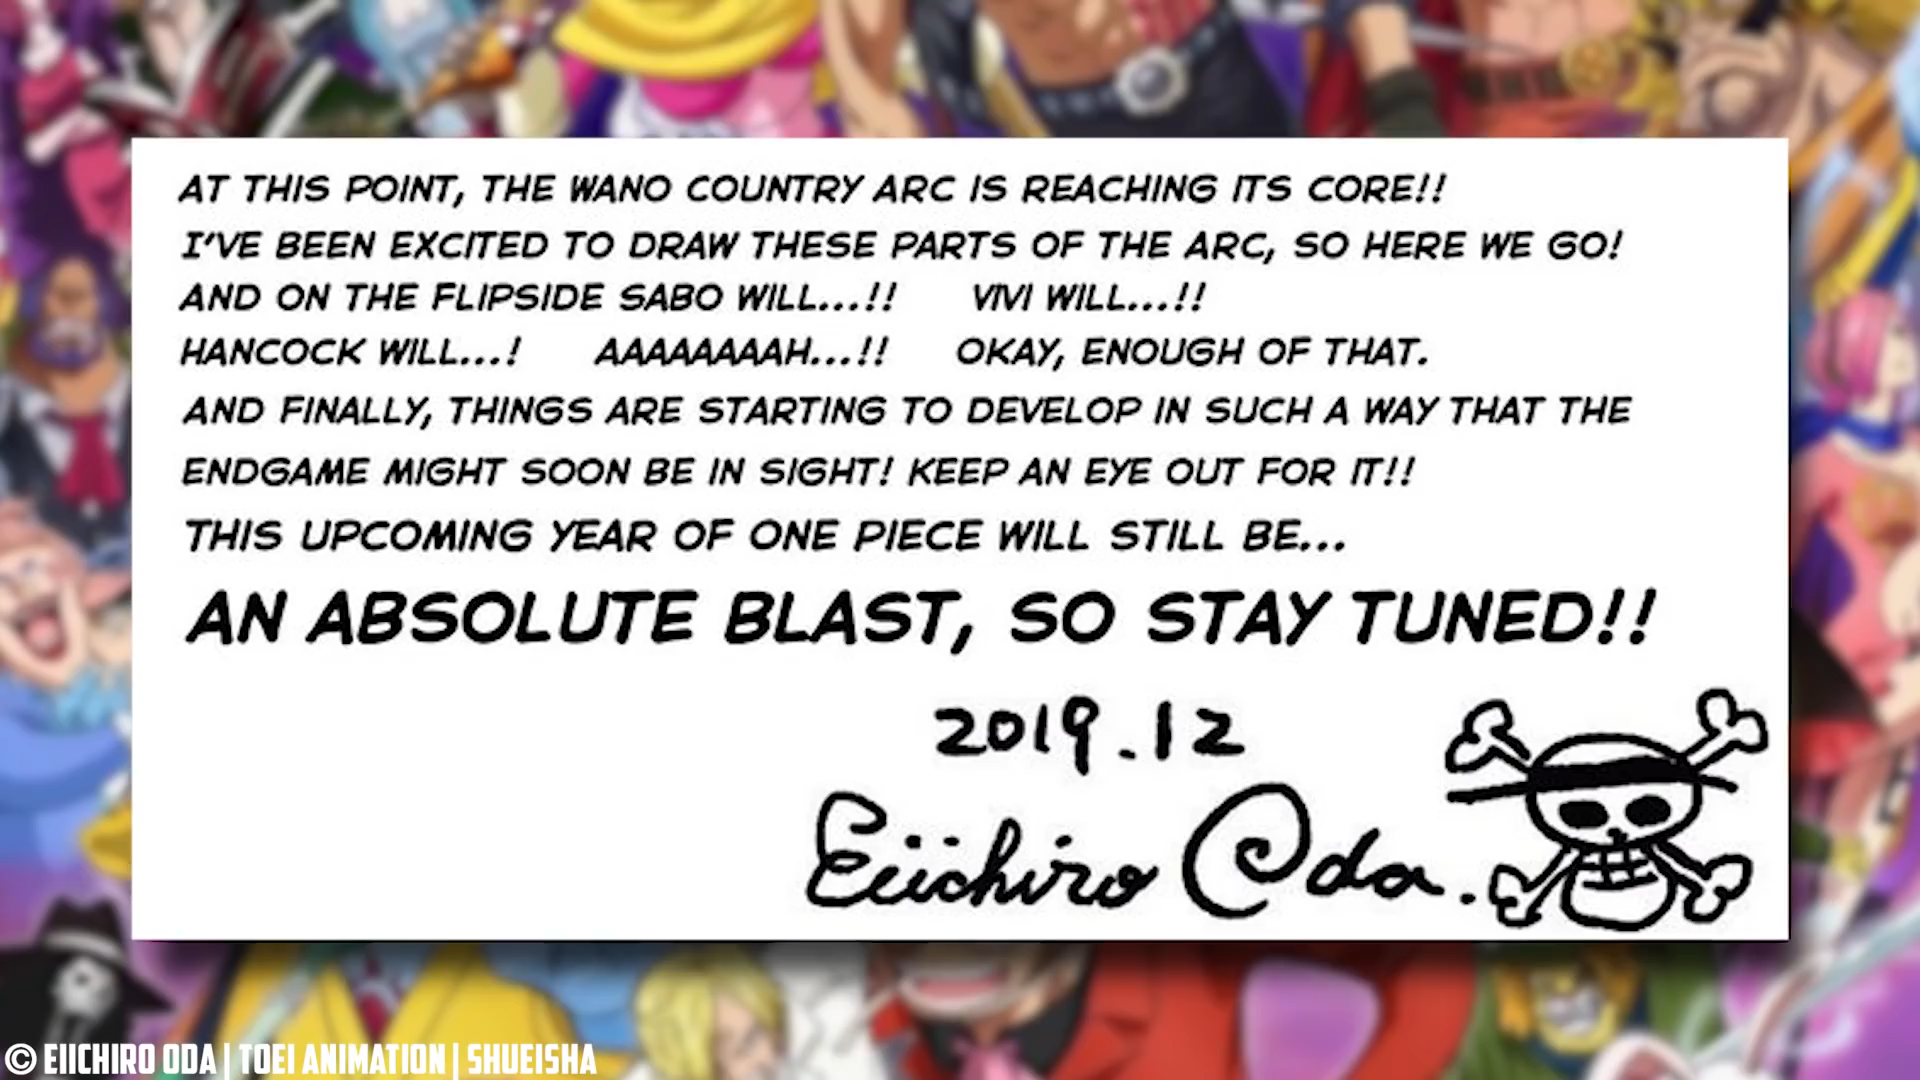 AT THIS POINT, THE WANO COUNTRY ARC IS REACHING ITS CORE!!
I'VE BEEN EXCITED TO DRAW THESE PARTS OF THE ARC, SO HERE WE GO!
AND ON THE FLIPSIDE SABO WILL...!! VIVI WILL...!!
HANCOCK WILL...! AAAAAAAAH...!! OKAY, ENOUGH OF THAT.
AND FINALLY, THINGS ARE STARTING TO DEVELOP IN SUCH A WAY THAT THE
ENDGAME MIGHT SOON BE IN SIGHT! KEEP AN EYE OUT FOR IT!!
THIS UPCOMING YEAR OF ONE PIECE WILL STILL BE...
AN ABSOLUTE BLAST, SO STAY TUNED!!
2019.12
Eiichiro Oda.
© EIICHIRO ODA | TOEI ANIMATION | SHUEISHA